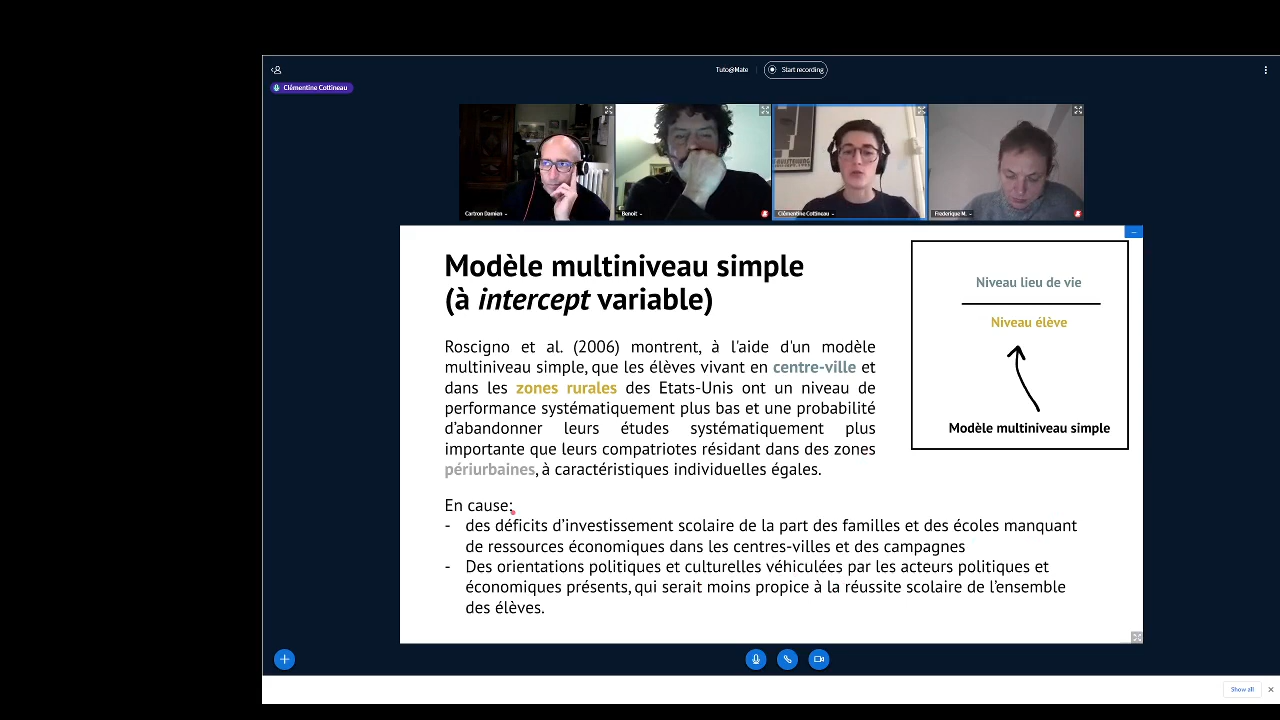 Tuto@Mate
Start recording
Clémentine Cottineau
Cartron Damien
Benoit
Clémentine Cottineau
Frederique M.
Modèle multiniveau simple
(à intercept variable)
Niveau lieu de vie
Niveau élève
Modèle multiniveau simple
Roscigno et al. (2006) montrent, à l'aide d'un modèle
multiniveau simple, que les élèves vivant en centre-ville et
dans les zones rurales des Etats-Unis ont un niveau de
performance systématiquement plus bas et une probabilité
d’abandonner leurs études systématiquement plus
importante que leurs compatriotes résidant dans des zones
périurbaines, à caractéristiques individuelles égales.
En cause:
- des déficits d’investissement scolaire de la part des familles et des écoles manquant
de ressources économiques dans les centres-villes et des campagnes
- Des orientations politiques et culturelles véhiculées par les acteurs politiques et
économiques présents, qui serait moins propice à la réussite scolaire de l’ensemble
des élèves.
Show all